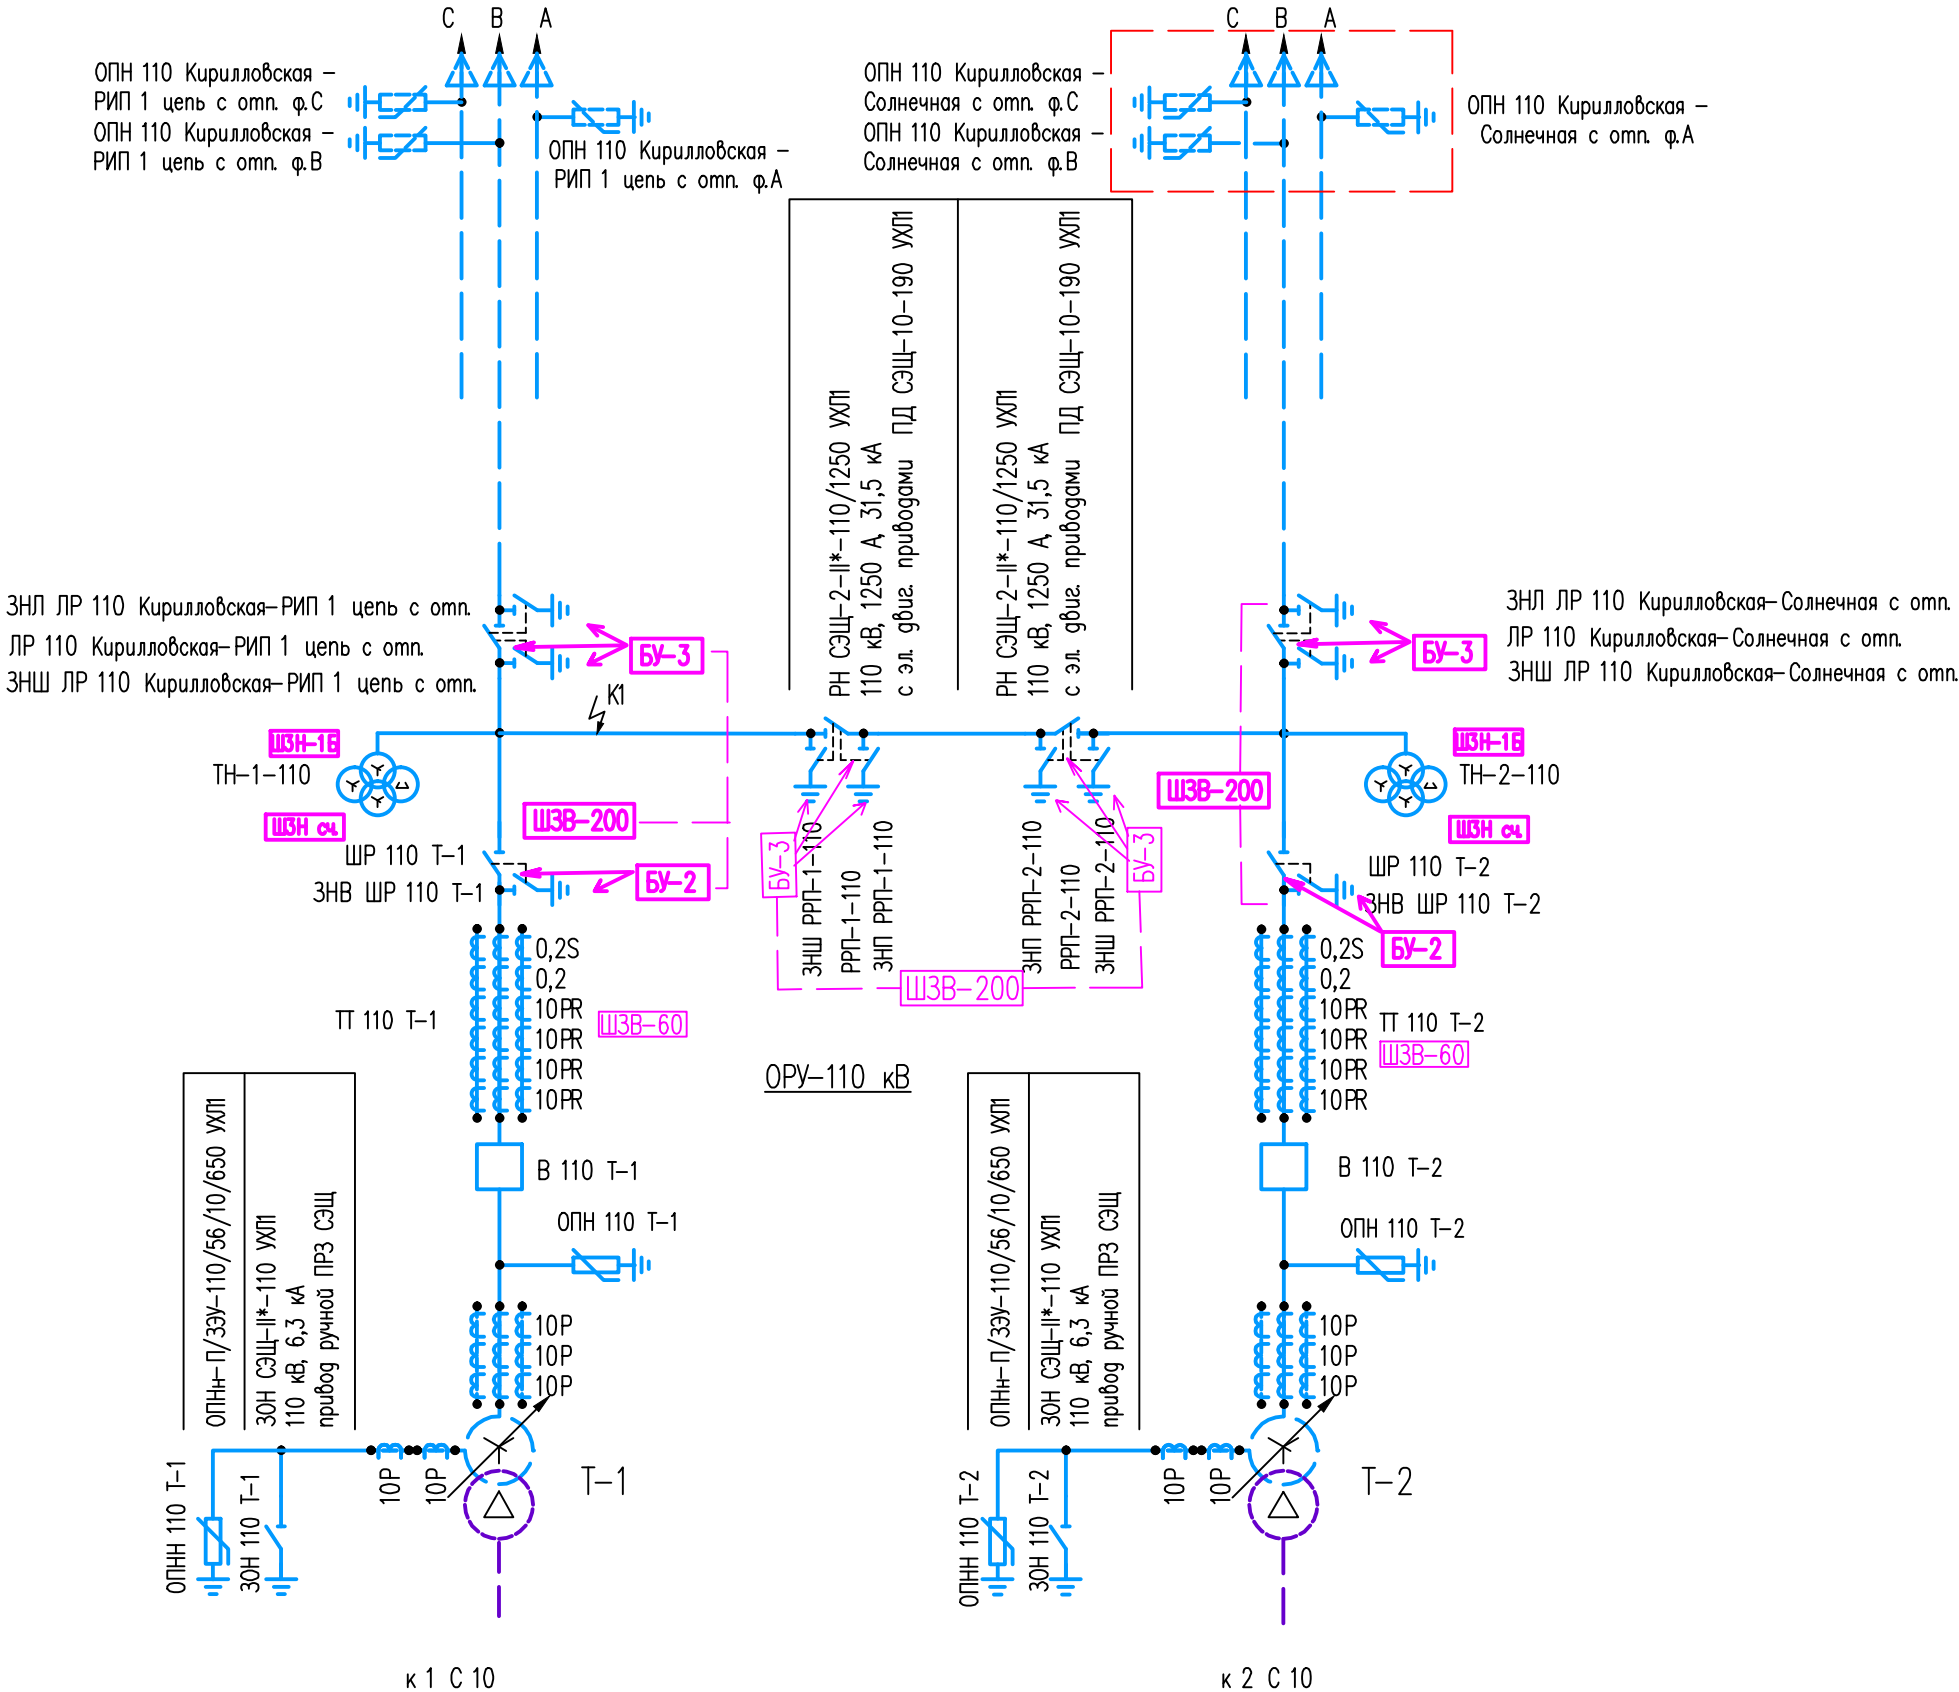 C B A
ОПН 110 Кирилловская –
РИП 1 цепь с отп. ф.С
ОПН 110 Кирилловская –
РИП 1 цепь с отп. ф.В
ОПН 110 Кирилловская –
РИП 1 цепь с отп. ф.А
C B A
ОПН 110 Кирилловская –
Солнечная с отп. ф.С
ОПН 110 Кирилловская –
Солнечная с отп. ф.В
ОПН 110 Кирилловская –
Солнечная с отп. ф.А
РН СЭЩ-2-II*-110/1250 УХЛ1
110 кВ, 1250 А, 31,5 кА
с эл. двиг. приводами ПД СЭЩ-10-190 УХЛ1
РН СЭЩ-2-II*-110/1250 УХЛ1
110 кВ, 1250 А, 31,5 кА
с эл. двиг. приводами ПД СЭЩ-10-190 УХЛ1
ЗНЛ ЛР 110 Кирилловская–РИП 1 цепь с отп.
ЛР 110 Кирилловская–РИП 1 цепь с отп.
ЗНШ ЛР 110 Кирилловская–РИП 1 цепь с отп.
БУ-3
К1
БУ-3
ЗНЛ ЛР 110 Кирилловская–Солнечная с отп.
ЛР 110 Кирилловская–Солнечная с отп.
ЗНШ ЛР 110 Кирилловская–Солнечная с отп.
ШЗН-1Б
ТН-1-110
ШЗН сч.
ШЗВ-200
ШР 110 Т-1
ЗНВ ШР 110 Т-1
БУ-2
БУ-3
ЗНШ РРП-1-110
РРП-1-110
ЗНП РРП-1-110
ЗНП РРП-2-110
РРП-2-110
ЗНШ РРП-2-110
БУ-3
ШЗВ-200
ШЗВ-200
ШЗН-1Б
ТН-2-110
ШЗН сч.
ШР 110 Т-2
ЗНВ ШР 110 Т-2
БУ-2
0,2S
0,2
10PR
10PR
10PR
10PR
ТТ 110 Т-1
ШЗВ-60
0,2S
0,2
10PR
10PR
10PR
10PR
ТТ 110 Т-2
ШЗВ-60
ОРУ-110 кВ
ОПНн-П/ЗЭУ-110/56/10/650 УХЛ1
ЗОН СЭЩ-II*-110 УХЛ1
110 кВ, 6,3 кА
привод ручной ПРЗ СЭЩ
В 110 Т-1
ОПН 110 Т-1
10P
10P
10P
ОПНн-П/ЗЭУ-110/56/10/650 УХЛ1
ЗОН СЭЩ-II*-110 УХЛ1
110 кВ, 6,3 кА
привод ручной ПРЗ СЭЩ
В 110 Т-2
ОПН 110 Т-2
10P
10P
10P
ОПНН 110 Т-1
ЗОН 110 Т-1
10P
10P
Т-1
ОПНН 110 Т-2
ЗОН 110 Т-2
10P
10P
Т-2
к 1 С 10
к 2 С 10